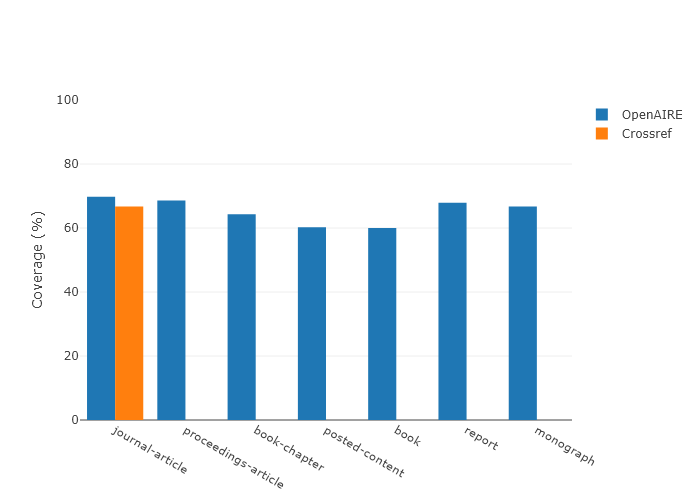 100
80
60
40
20
0
Coverage (%)
journal-article
proceedings-article
book-chapter
posted-content
book
report
monograph
OpenAIRE
Crossref